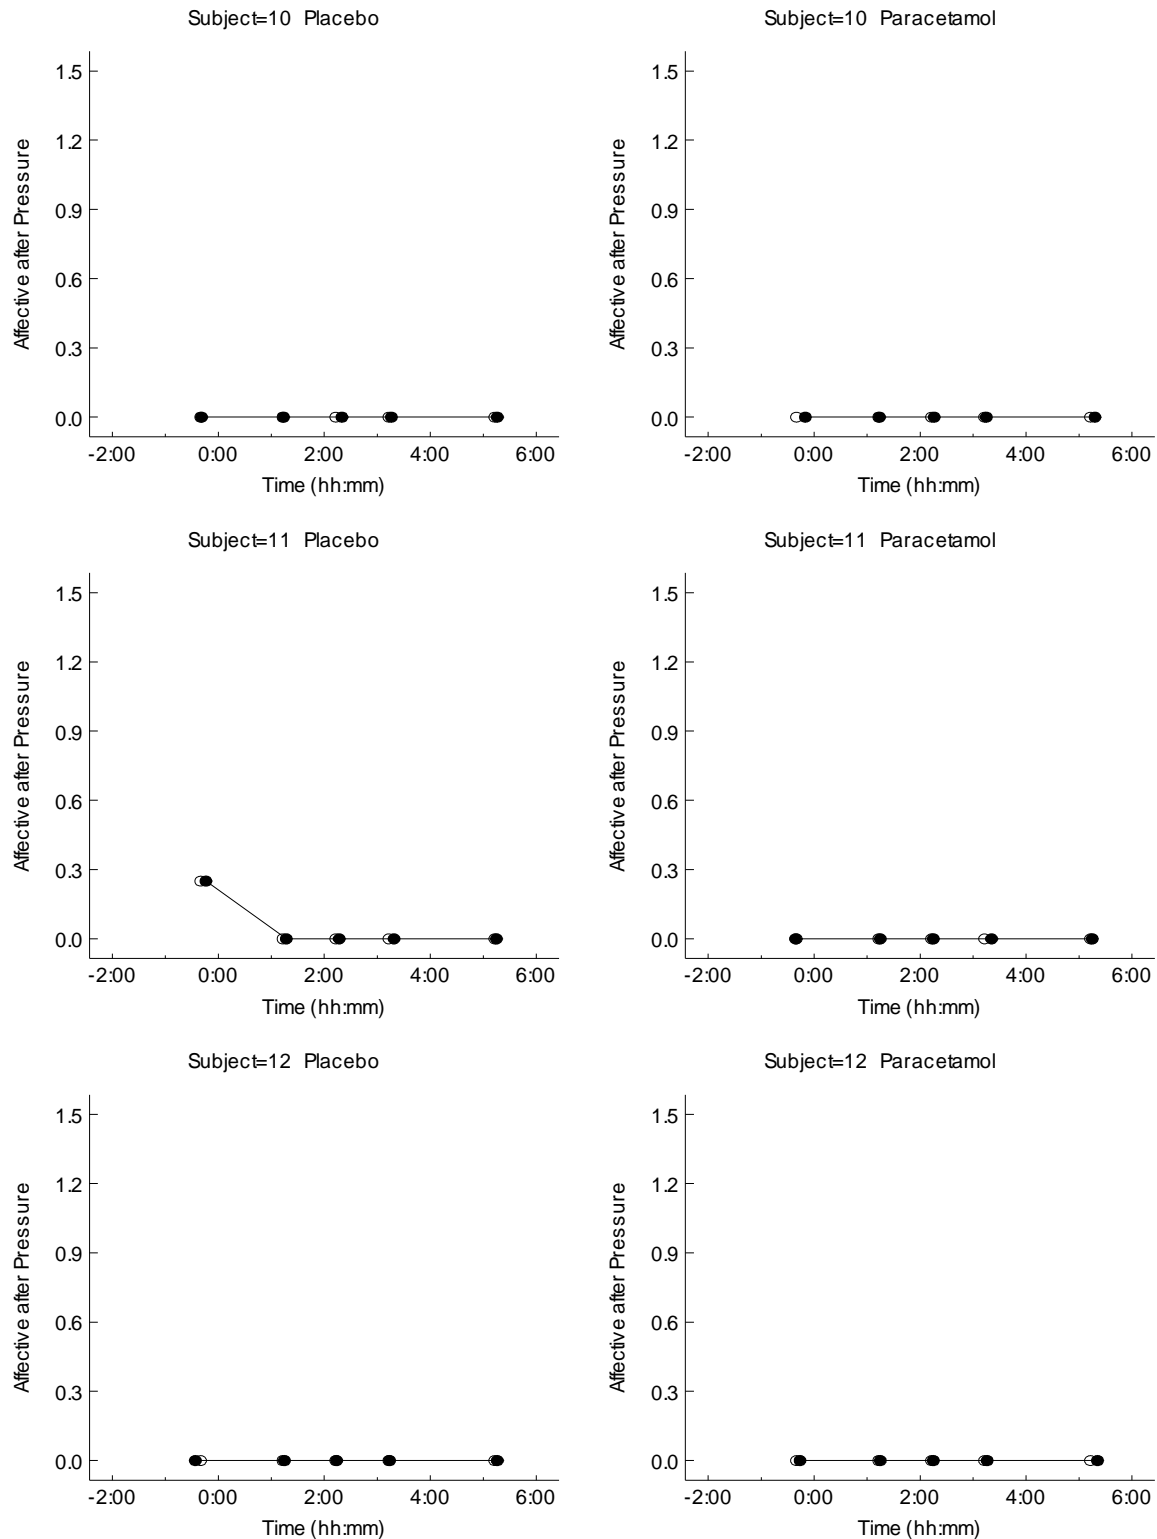 Subject=10 Placebo
Affective after Pressure
1.5
1.2
0.9
0.6
0.3
0.0
-2:00 0:00 2:00 4:00 6:00
Time (hh:mm)
Subject=10 Paracetamol
Affective after Pressure
1.5
1.2
0.9
0.6
0.3
0.0
-2:00 0:00 2:00 4:00 6:00
Time (hh:mm)
Subject=11 Placebo
Affective after Pressure
1.5
1.2
0.9
0.6
0.3
0.0
-2:00 0:00 2:00 4:00 6:00
Time (hh:mm)
Subject=11 Paracetamol
Affective after Pressure
1.5
1.2
0.9
0.6
0.3
0.0
-2:00 0:00 2:00 4:00 6:00
Time (hh:mm)
Subject=12 Placebo
Affective after Pressure
1.5
1.2
0.9
0.6
0.3
0.0
-2:00 0:00 2:00 4:00 6:00
Time (hh:mm)
Subject=12 Paracetamol
Affective after Pressure
1.5
1.2
0.9
0.6
0.3
0.0
-2:00 0:00 2:00 4:00 6:00
Time (hh:mm)